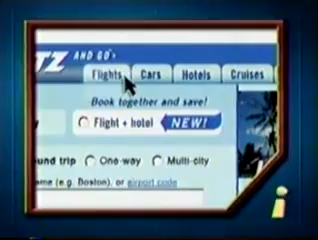 TZ AND GO
Flights Cars Hotels Cruises
Book together and save!
Flight + hotel NEW!
und trip One-way Multi-city
ame (e.g. Boston), or airport code
i